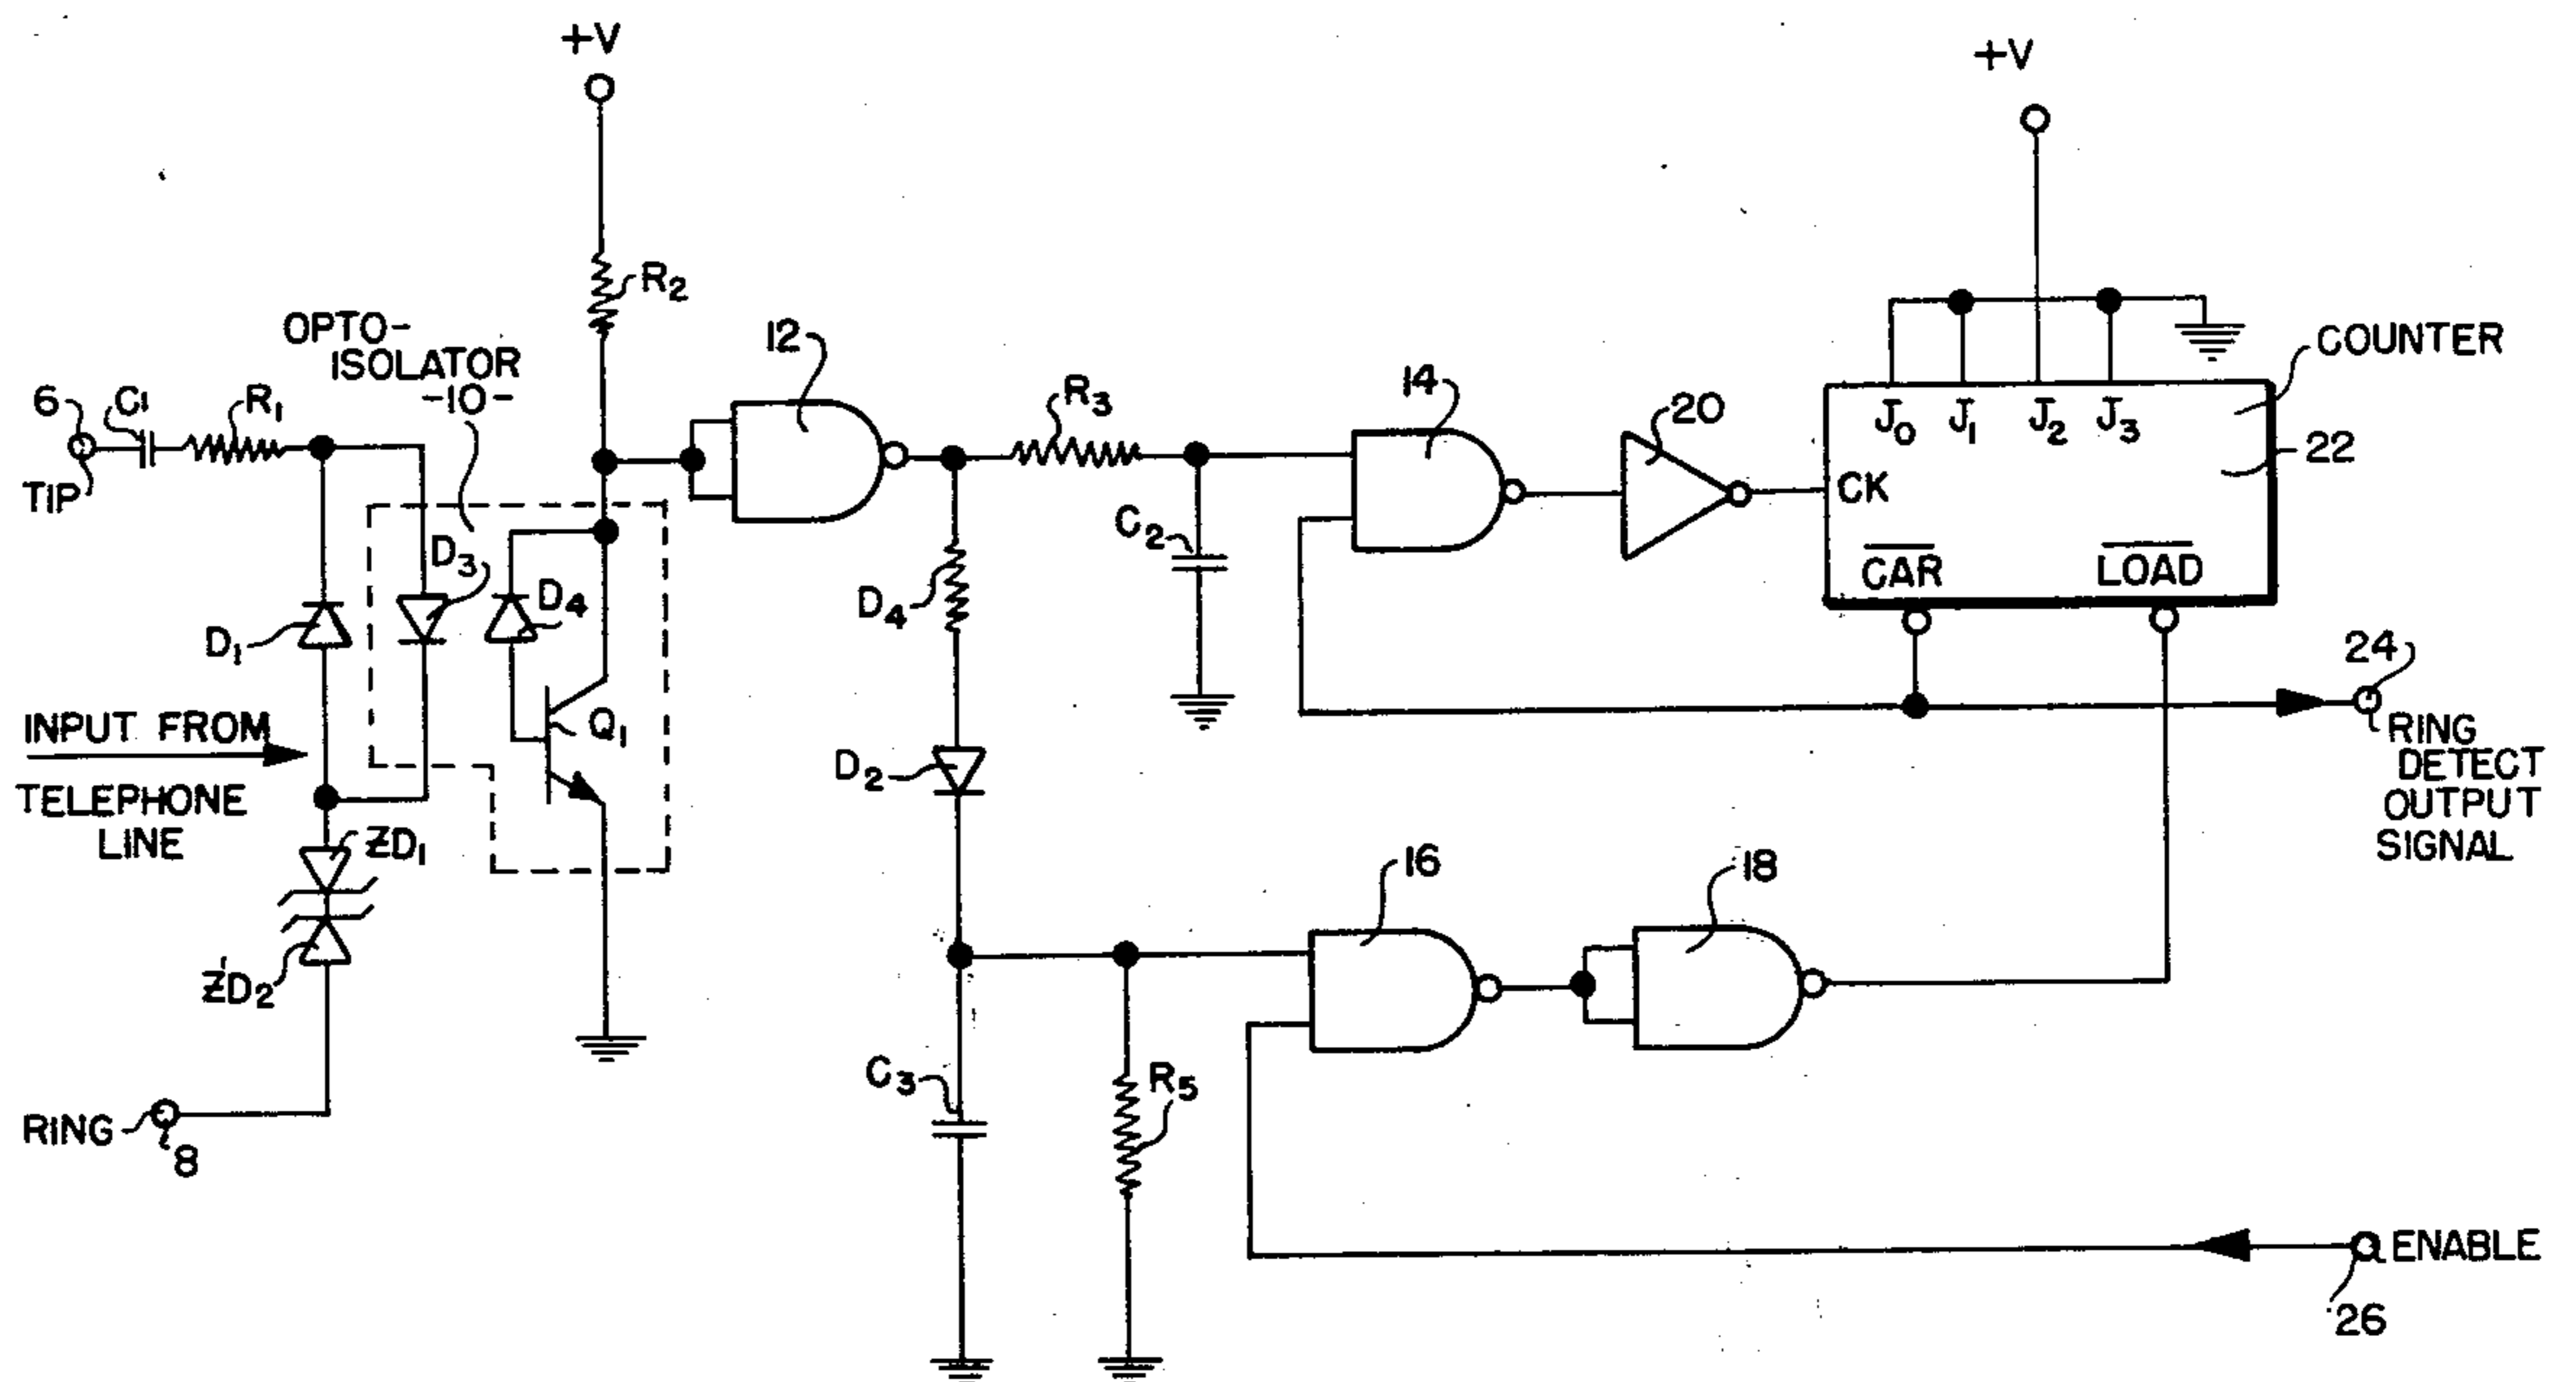 +V
+V
R2
OPTO-
ISOLATOR
-10-
12
6
C1
R1
TIP
R3
14
20
COUNTER
J0 J1 J2 J3
22
CK
C2
D3
D4
D4
CAR
LOAD
D1
Q1
24
RING
DETECT
OUTPUT
SIGNAL
INPUT FROM
TELEPHONE
LINE
D2
ZD1
16
18
ZD2
C3
R5
RING
8
ENABLE
26